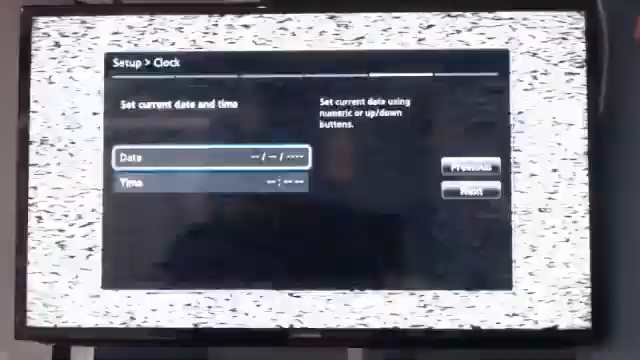 Setup > Clock
Set current date and time
Set current date using
numeric or up/down
buttons.
Date --/--/----
Time --:-- --
Previous
Next